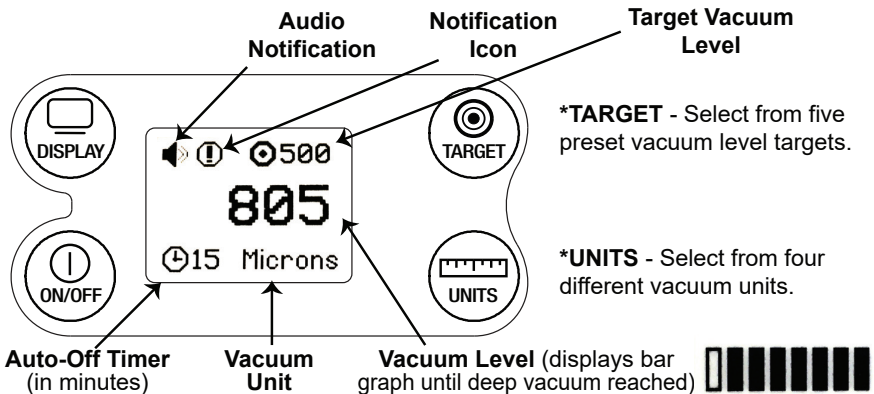 Audio
Notification
Notification
Icon
Target Vacuum
Level
DISPLAY
TARGET
500
805
15 Microns
ON/OFF
UNITS
*TARGET - Select from five
preset vacuum level targets.
*UNITS - Select from four
different vacuum units.
Auto-Off Timer
(in minutes)
Vacuum
Unit
Vacuum Level (displays bar
graph until deep vacuum reached)